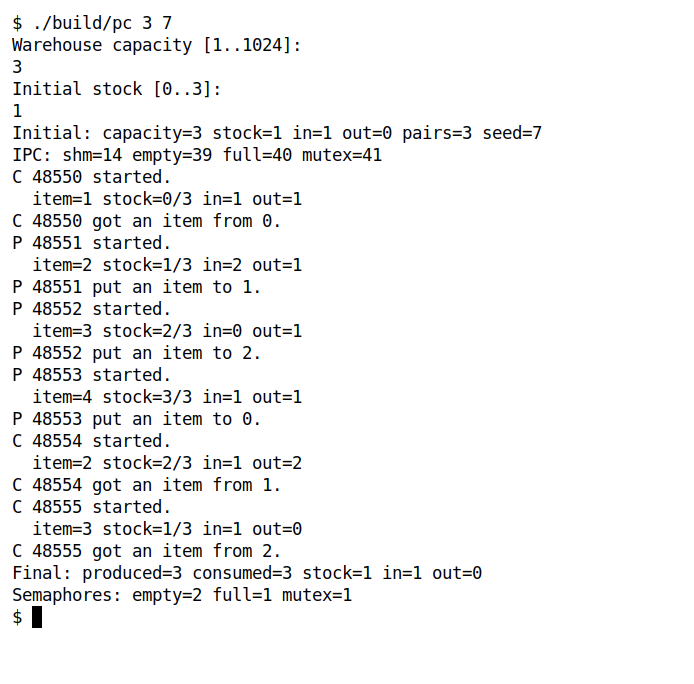 $ ./build/pc 3 7
Warehouse capacity [1..1024]:
3
Initial stock [0..3]:
1
Initial: capacity=3 stock=1 in=1 out=0 pairs=3 seed=7
IPC: shm=14 empty=39 full=40 mutex=41
C 48550 started.
  item=1 stock=0/3 in=1 out=1
C 48550 got an item from 0.
P 48551 started.
  item=2 stock=1/3 in=2 out=1
P 48551 put an item to 1.
P 48552 started.
  item=3 stock=2/3 in=0 out=1
P 48552 put an item to 2.
P 48553 started.
  item=4 stock=3/3 in=1 out=1
P 48553 put an item to 0.
C 48554 started.
  item=2 stock=2/3 in=1 out=2
C 48554 got an item from 1.
C 48555 started.
  item=3 stock=1/3 in=1 out=0
C 48555 got an item from 2.
Final: produced=3 consumed=3 stock=1 in=1 out=0
Semaphores: empty=2 full=1 mutex=1
$